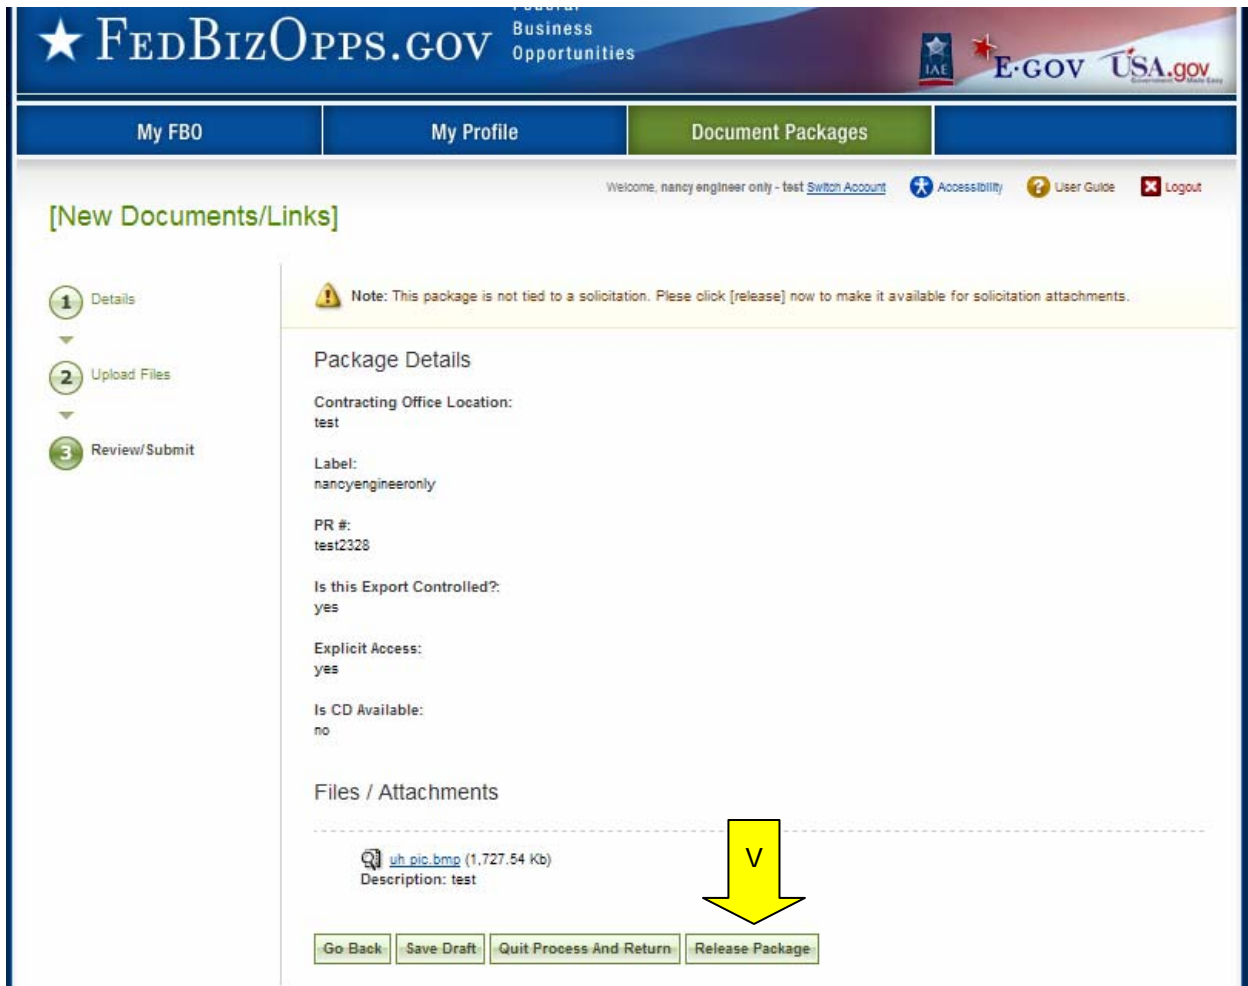 Federal
FEDBIZOPPS.GOV Business
Opportunities
IAE E-GOV USA.gov
My FBO My Profile Document Packages
Welcome, nancy engineer only - test Switch Account Accessibility User Guide Logout
[New Documents/Links]
1 Details
Note: This package is not tied to a solicitation. Plese click [release] now to make it available for solicitation attachments.
2 Upload Files
3 Review/Submit
Package Details
Contracting Office Location:
test
Label:
nancyengineeronly
PR #:
test2328
Is this Export Controlled?:
yes
Explicit Access:
yes
Is CD Available:
no
Files / Attachments
uh pic.bmp (1,727.54 Kb)
Description: test
V
Go Back Save Draft Quit Process And Return Release Package